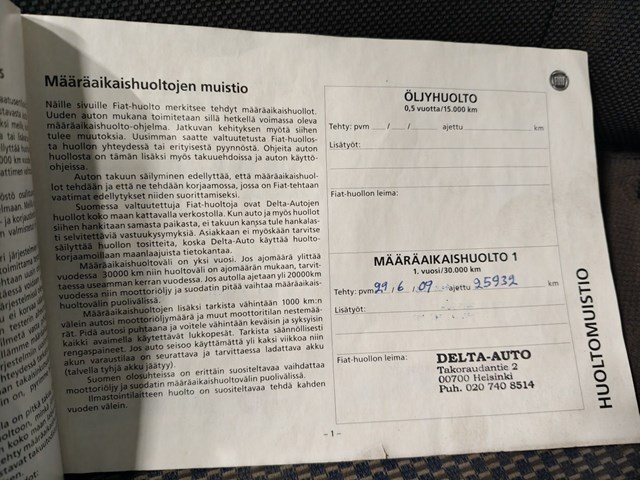 Määräaikaishuoltojen muistio
Näille sivuille Fiat-huolto merkitsee tehdyt määräaikaishuollot.
Uuden auton mukana toimitetaan sillä hetkellä voimassa oleva
määräaikaishuolto-ohjelma. Jatkuvan kehityksen myötä siihen
tulee muutoksia. Uusimman saatte valtuutetusta Fiat-huollos-
ta huollon yhteydessä tai erityisestä pyynnöstä. Ohjeita auton
huollosta on tämän lisäksi myös takuuehdoissa ja auton käyttö-
ohjeissa.
Auton takuun säilyminen edellyttää, että määräaikaishuol-
lot tehdään ja että ne tehdään korjaamossa, jossa on Fiat-tehtaan
vaatimat edellytykset niiden suorittamiseksi.
Suomessa valtuutettuja Fiat-huoltoja ovat Delta-Autojen
huollot koko maan kattavalla verkostolla. Kun auto ja myös huollot
siihen hankitaan samasta paikasta, ei takuun kanssa tule hankalas-
ti selvitettäviä vastuukysymyksiä. Asiakkaan ei myöskään tarvitse
säilyttää huollon tositteita, koska Delta-Auto käyttää huolto-
korjaamoillaan maanlaajuista tietokantaa.
Määräaikaishuoltoväli on yksi vuosi. Jos ajomäärä ylittää
vuodessa 30000 km niin huoltoväli on ajomäärän mukaan, tarvit-
taessa useamman kerran vuodessa. Jos autolla ajetaan yli 20000km
vuodessa niin moottoriöljy ja suodatin pitää vaihtaa määräaikais-
huoltovälin puolivälissä.
Määräaikaishuoltojen lisäksi tarkista vähintään 1000 km:n
välein autosi moottoriöljymäärä ja muut moottoritilan nestemää-
rät. Pidä autosi puhtaana ja voitele vähintään keväisin ja syksyisin
kaikki avaimella käytettävät lukkopesät. Tarkista säännöllisesti
rengaspaineet. Jos auto seisoo käyttämättä yli kaksi viikkoa niin
akun varaustilaa on seurattava ja tarvittaessa ladattava akku
(talvella tyhjä akku jäätyy).
Suomen olosuhteissa on erittäin suositeltavaa vaihdattaa
moottoriöljy ja suodatin määräaikaishuoltovälin puolivälissä.
Ilmastointilaitteen huolto on suositeltavaa tehdä kahden
vuoden välein.
ÖLJYHUOLTO
0,5 vuotta/15.000 km
Tehty: pvm / / ajettu km
Lisätyöt:
Fiat-huollon leima:
MÄÄRÄAIKAISHUOLTO 1
1. vuosi/30.000 km
Tehty: pvm 29 , 6 , 09 ajettu 25932 km
Lisätyöt:
Fiat-huollon leima:
DELTA-AUTO
Takoraudantie 2
00700 Helsinki
Puh. 020 740 8514
– 1 –
HUOLTOMUISTIO